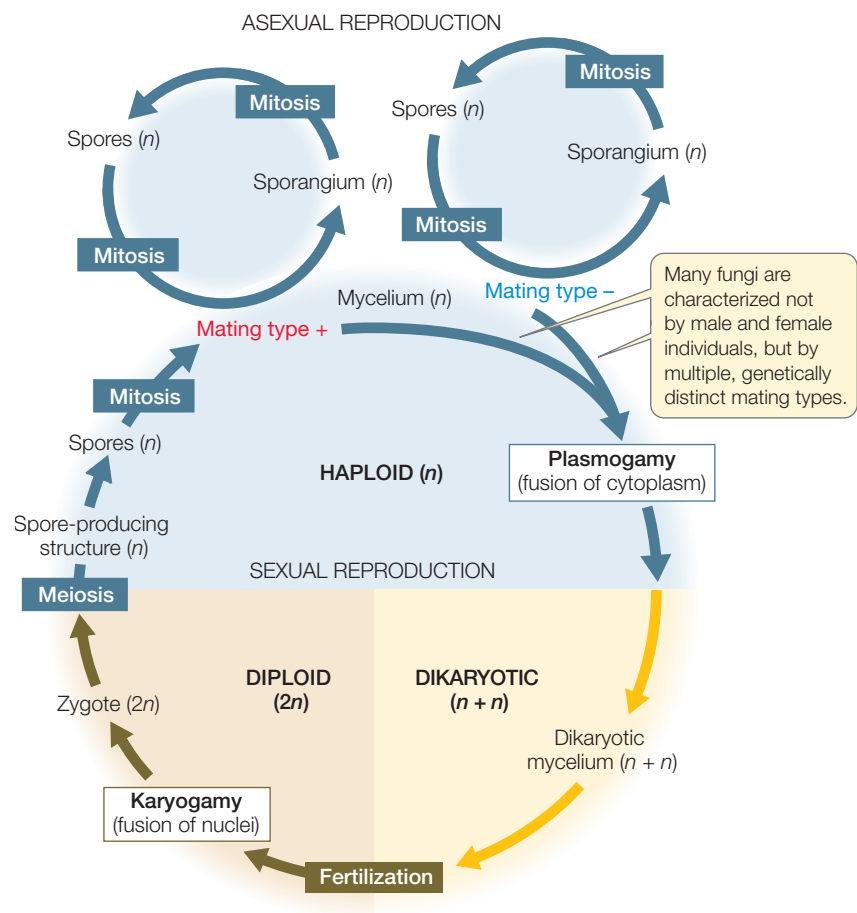 ASEXUAL REPRODUCTION
Mitosis
Spores (n)
Sporangium (n)
Mitosis
Mitosis
Spores (n)
Sporangium (n)
Mitosis
Mycelium (n)
Mating type +
Mating type –
Many fungi are
characterized not
by male and female
individuals, but by
multiple, genetically
distinct mating types.
Mitosis
Spores (n)
Spore-producing
structure (n)
Meiosis
HAPLOID (n)
Plasmogamy
(fusion of cytoplasm)
SEXUAL REPRODUCTION
DIPLOID
(2n)
DIKARYOTIC
(n + n)
Zygote (2n)
Dikaryotic
mycelium (n + n)
Karyogamy
(fusion of nuclei)
Fertilization